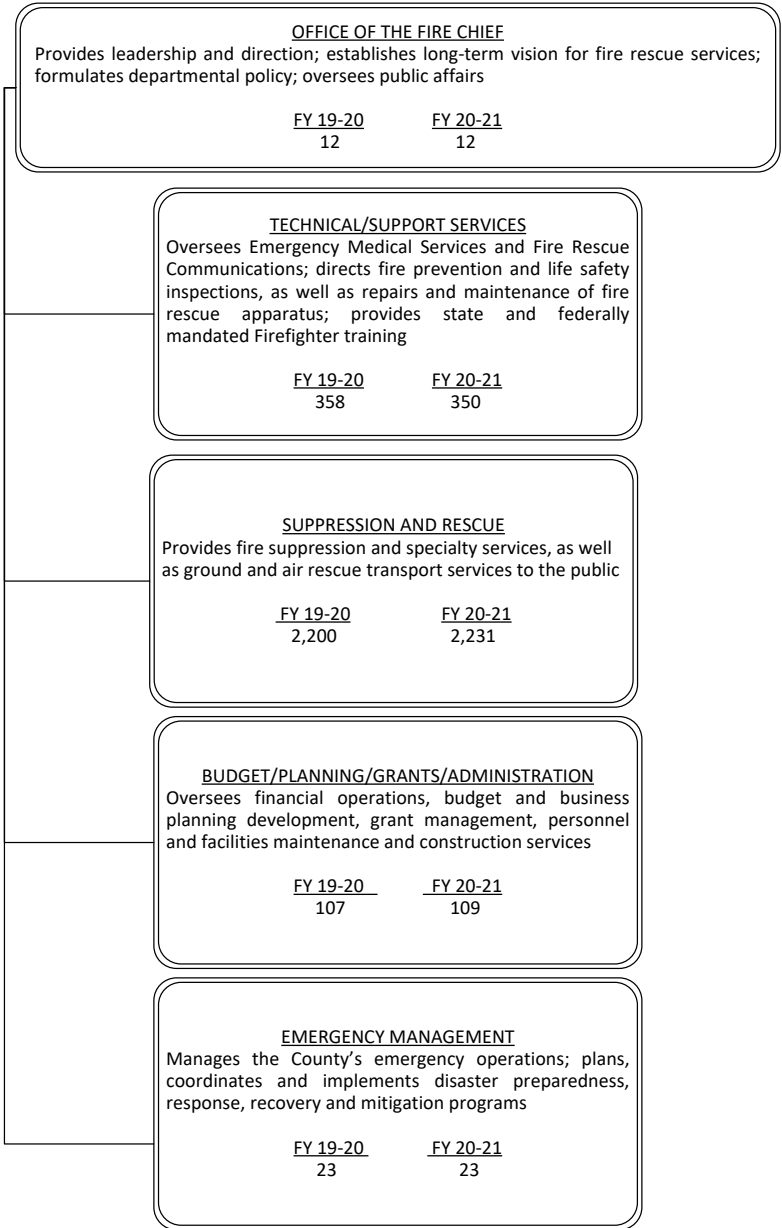 OFFICE OF THE FIRE CHIEF
Provides leadership and direction; establishes long-term vision for fire rescue services;
formulates departmental policy; oversees public affairs
FY 19-20 FY 20-21
12 12
TECHNICAL/SUPPORT SERVICES
Oversees Emergency Medical Services and Fire Rescue
Communications; directs fire prevention and life safety
inspections, as well as repairs and maintenance of fire
rescue apparatus; provides state and federally
mandated Firefighter training
FY 19-20 FY 20-21
358 350
SUPPRESSION AND RESCUE
Provides fire suppression and specialty services, as well
as ground and air rescue transport services to the public
FY 19-20 FY 20-21
2,200 2,231
BUDGET/PLANNING/GRANTS/ADMINISTRATION
Oversees financial operations, budget and business
planning development, grant management, personnel
and facilities maintenance and construction services
FY 19-20 FY 20-21
107 109
EMERGENCY MANAGEMENT
Manages the County’s emergency operations; plans,
coordinates and implements disaster preparedness,
response, recovery and mitigation programs
FY 19-20 FY 20-21
23 23